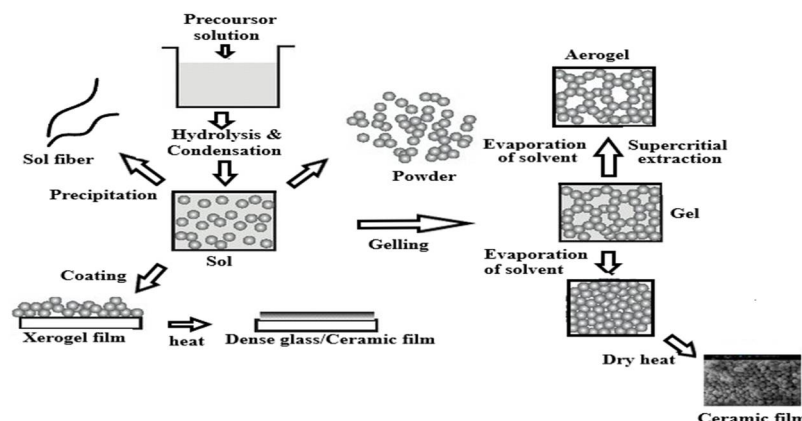 Precoursor
solution
Hydrolysis &
Condensation
Sol fiber
Precipitation
Powder
Sol
Gelling
Coating
Xerogel film
heat
Dense glass/Ceramic film
Aerogel
Evaporation
of solvent
Supercritial
extraction
Gel
Evaporation
of solvent
Dry heat
Ceramic film